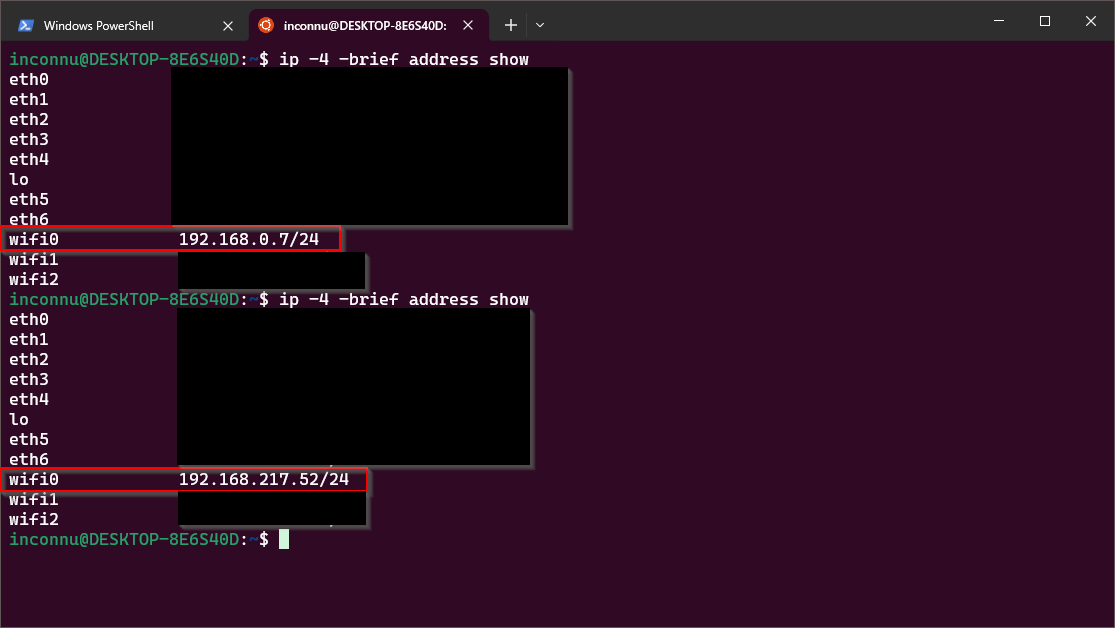 Windows PowerShell
inconnu@DESKTOP-8E6S40D:
inconnu@DESKTOP-8E6S40D:~$ ip -4 -brief address show
eth0
eth1
eth2
eth3
eth4
lo
eth5
eth6
wifi0 192.168.0.7/24
wifi1
wifi2
inconnu@DESKTOP-8E6S40D:~$ ip -4 -brief address show
eth0
eth1
eth2
eth3
eth4
lo
eth5
eth6
wifi0 192.168.217.52/24
wifi1
wifi2
inconnu@DESKTOP-8E6S40D:~$